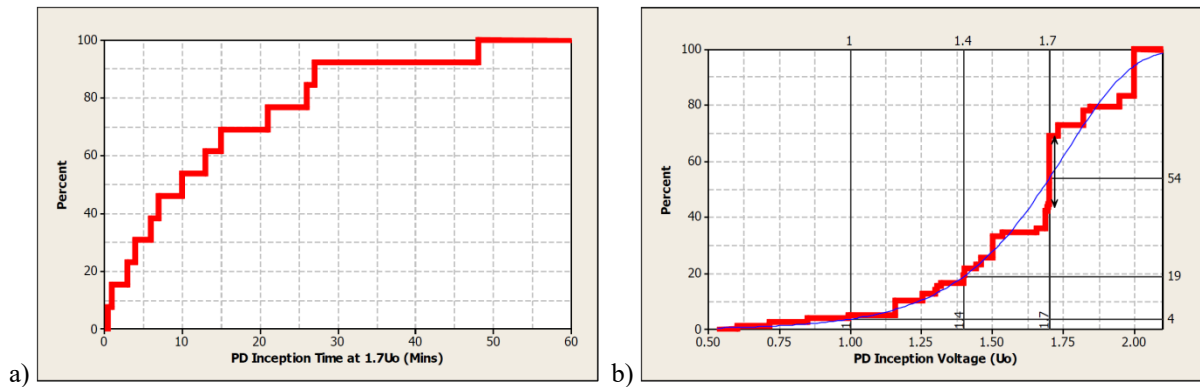 a)
Percent
100
80
60
40
20
0
0 10 20 30 40 50 60
PD Inception Time at 1.7Uo (Mins)
b)
1 1.4 1.7
Percent
100
80
60
40
20
0
54
19
4
1 1.4 1.7
0.50 0.75 1.00 1.25 1.50 1.75 2.00
PD Inception Voltage (Uo)